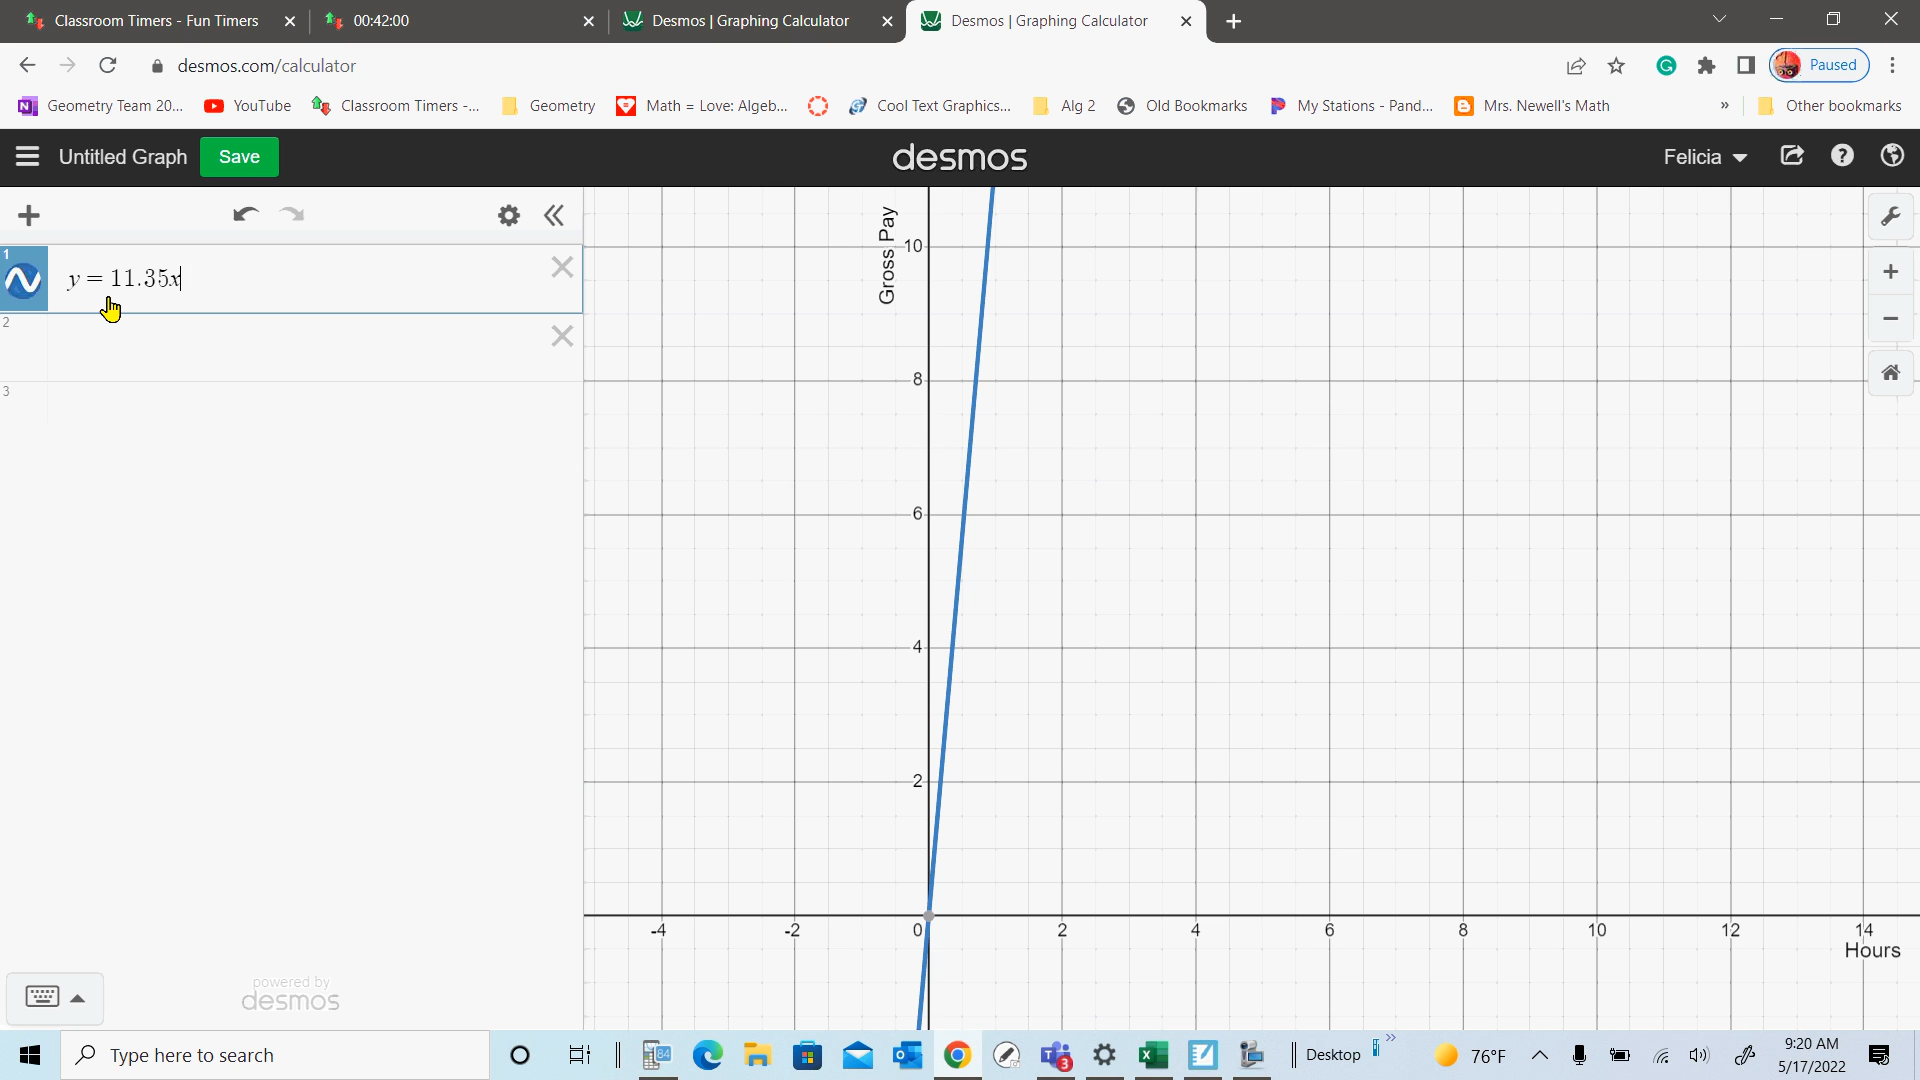 Classroom Timers - Fun Timers
00:42:00
Desmos | Graphing Calculator
Desmos | Graphing Calculator
desmos.com/calculator
Paused
Geometry Team 20...
YouTube
Classroom Timers -...
Geometry
Math = Love: Algeb...
Cool Text Graphics...
Alg 2
Old Bookmarks
My Stations - Pand...
Mrs. Newell's Math
»
Other bookmarks
Untitled Graph
Save
desmos
Felicia
1
y = 11.35x
2
3
Gross Pay
10
8
6
4
2
-4
-2
0
2
4
6
8
10
12
14
Hours
powered by
desmos
Type here to search
84
3
Desktop
»
76°F
9:20 AM
5/17/2022